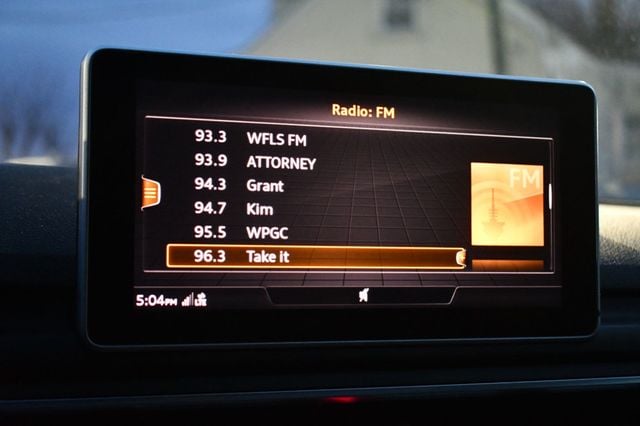 Radio: FM
93.3 WFLS FM
93.9 ATTORNEY
94.3 Grant
94.7 Kim
95.5 WPGC
96.3 Take it
FM
5:04PM LTE